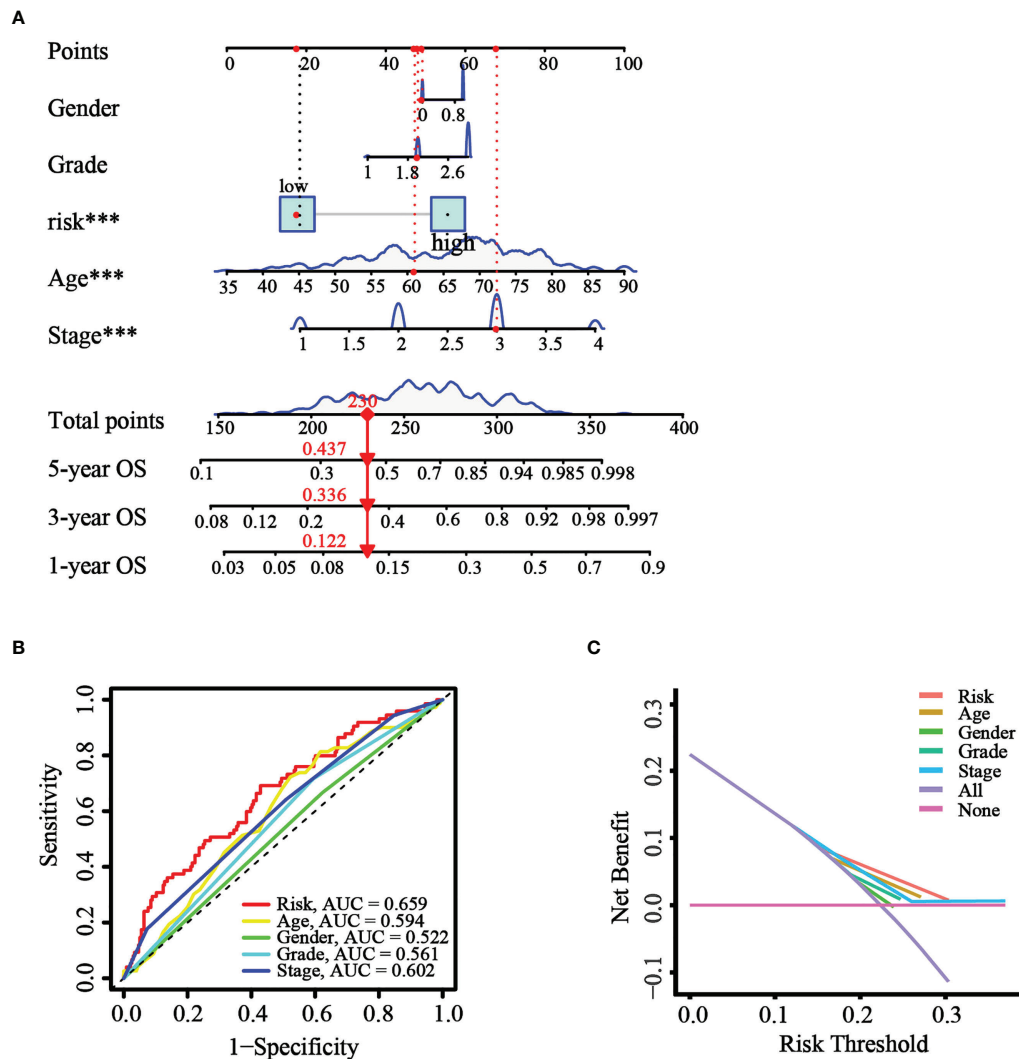 A
Points
0 20 40 60 80 100
Gender
0 0.8
Grade
1 1.8 2.6
low
risk***
high
Age***
35 40 45 50 55 60 65 70 75 80 85 90
Stage***
1 1.5 2 2.5 3 3.5 4
230
Total points
150 200 250 300 350 400
0.437
5-year OS
0.1 0.3 0.5 0.7 0.85 0.94 0.985 0.998
0.336
3-year OS
0.08 0.12 0.2 0.4 0.6 0.8 0.92 0.98 0.997
0.122
1-year OS
0.03 0.05 0.08 0.15 0.3 0.5 0.7 0.9
B
Sensitivity
1.0
0.8
0.6
0.4
0.2
0.0
Risk, AUC = 0.659
Age, AUC = 0.594
Gender, AUC = 0.522
Grade, AUC = 0.561
Stage, AUC = 0.602
0.0 0.2 0.4 0.6 0.8 1.0
1−Specificity
C
Net Benefit
0.3
0.2
0.1
0.0
−0.1
Risk
Age
Gender
Grade
Stage
All
None
0.0 0.1 0.2 0.3
Risk Threshold